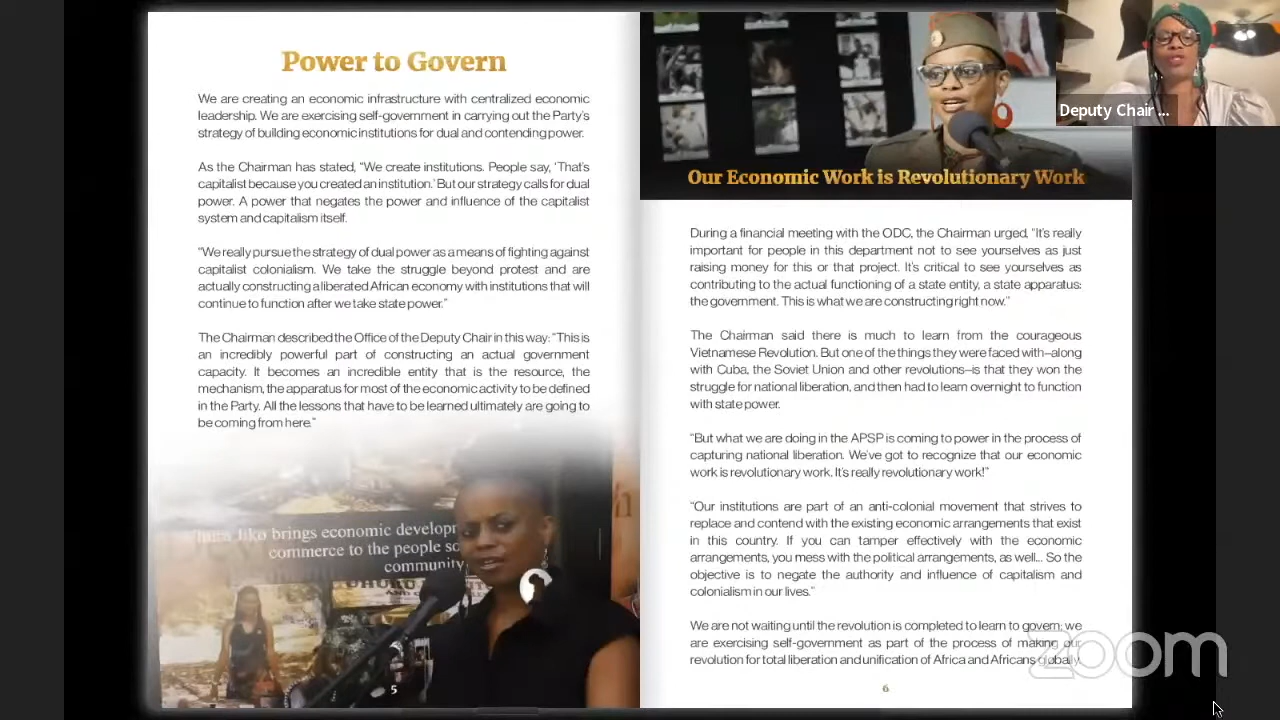 Power to Govern
We are creating an economic infrastructure with centralized economic
leadership. We are exercising self-government in carrying out the Party's
strategy of building economic institutions for dual and contending power.
As the Chairman has stated, “We create institutions. People say, ‘That's
capitalist because you created an institution.’ But our strategy calls for dual
power. A power that negates the power and influence of the capitalist
system and capitalism itself.
“We really pursue the strategy of dual power as a means of fighting against
capitalist colonialism. We take the struggle beyond protest and are
actually constructing a liberated African economy with institutions that will
continue to function after we take state power.”
The Chairman described the Office of the Deputy Chair in this way: “This is
an incredibly powerful part of constructing an actual government
capacity. It becomes an incredible entity that is the resource, the
mechanism, the apparatus for most of the economic activity to be defined
in the Party. All the lessons that have to be learned ultimately are going to
be coming from here.”
brings economic developm
commerce to the people so
community
5
Deputy Chair ...
Our Economic Work is Revolutionary Work
During a financial meeting with the ODC, the Chairman urged, “It's really
important for people in this department not to see yourselves as just
raising money for this or that project. It's critical to see yourselves as
contributing to the actual functioning of a state entity, a state apparatus:
the government. This is what we are constructing right now.”
The Chairman said there is much to learn from the courageous
Vietnamese Revolution. But one of the things they were faced with–along
with Cuba, the Soviet Union and other revolutions–is that they won the
struggle for national liberation, and then had to learn overnight to function
with state power.
“But what we are doing in the APSP is coming to power in the process of
capturing national liberation. We've got to recognize that our economic
work is revolutionary work. It's really revolutionary work!”
“Our institutions are part of an anti-colonial movement that strives to
replace and contend with the existing economic arrangements that exist
in this country. If you can tamper effectively with the economic
arrangements, you mess with the political arrangements, as well... So the
objective is to negate the authority and influence of capitalism and
colonialism in our lives.”
We are not waiting until the revolution is completed to learn to govern; we
are exercising self-government as part of the process of making our
revolution for total liberation and unification of Africa and Africans globally.
6
zoom